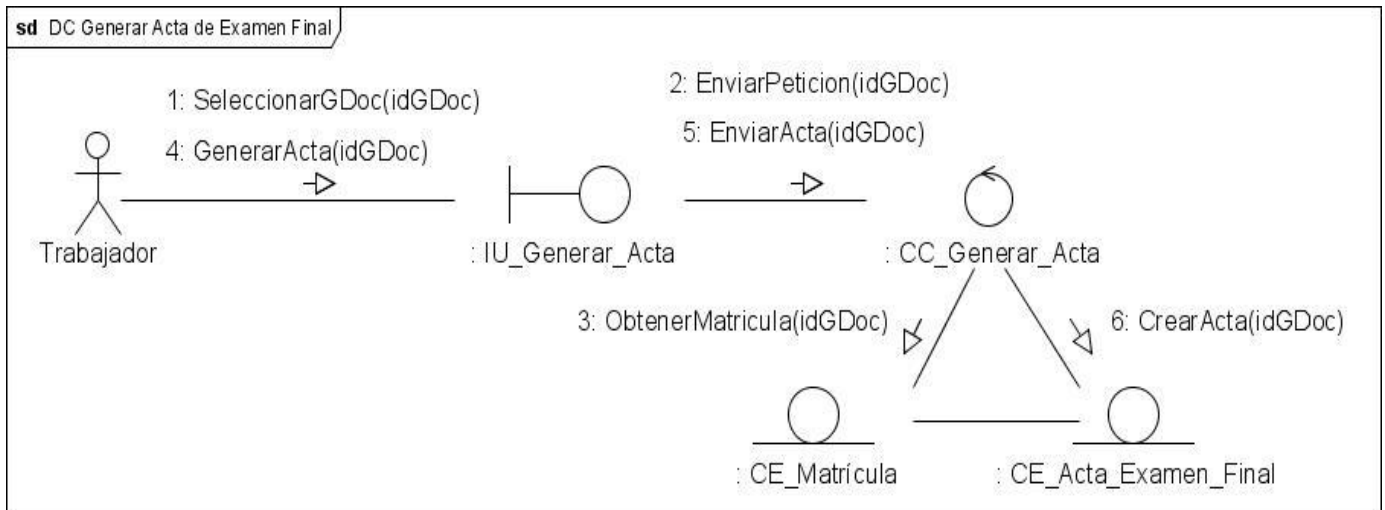 sd DC Generar Acta de Examen Final
1: SeleccionarGDoc(idGDoc)
4: GenerarActa(idGDoc)
2: EnviarPeticion(idGDoc)
5: EnviarActa(idGDoc)
Trabajador
: IU_Generar_Acta
: CC_Generar_Acta
3: ObtenerMatricula(idGDoc)
6: CrearActa(idGDoc)
: CE_Matrícula
: CE_Acta_Examen_Final